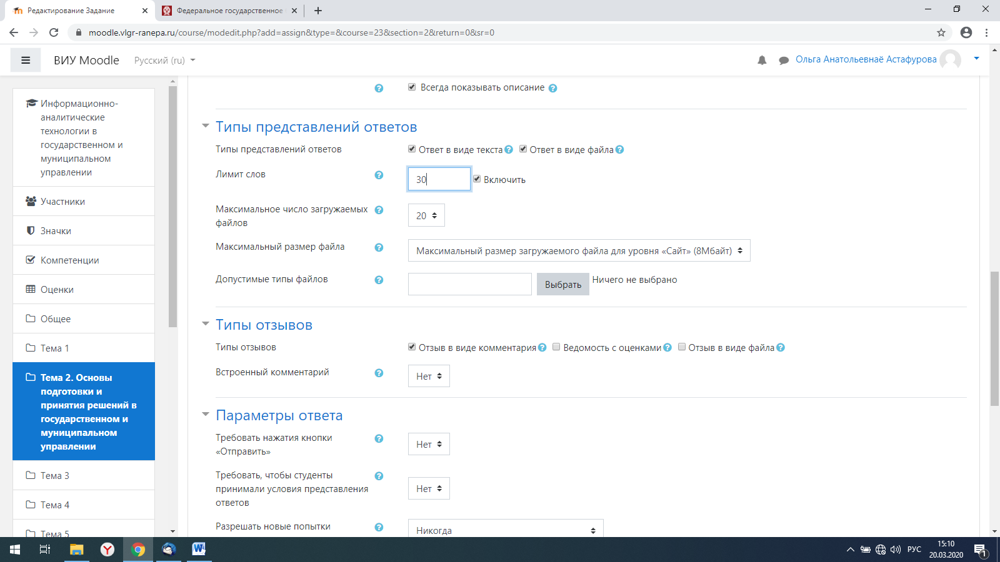 Редактирование Задание
Федеральное государственное
moodle.vlgr-ranepa.ru/course/modedit.php?add=assign&type=&course=23&section=2&return=0&sr=0
ВИУ Moodle
Русский (ru)
Ольга Анатольевнаё Астафурова
Информационно-
аналитические
технологии в
государственном и
муниципальном
управлении
Участники
Значки
Компетенции
Оценки
Общее
Тема 1
Тема 2. Основы
подготовки и
принятия решений в
государственном и
муниципальном
управлении
Тема 3
Тема 4
Тема 5
Всегда показывать описание
Типы представлений ответов
Типы представлений ответов
Ответ в виде текста
Ответ в виде файла
Лимит слов
30
Включить
Максимальное число загружаемых
файлов
20
Максимальный размер файла
Максимальный размер загружаемого файла для уровня «Сайт» (8Мбайт)
Допустимые типы файлов
Выбрать
Ничего не выбрано
Типы отзывов
Типы отзывов
Отзыв в виде комментария
Ведомость с оценками
Отзыв в виде файла
Встроенный комментарий
Нет
Параметры ответа
Требовать нажатия кнопки
«Отправить»
Нет
Требовать, чтобы студенты
принимали условия представления
ответов
Нет
Разрешать новые попытки
Никогда
РУС
15:10
20.03.2020
1